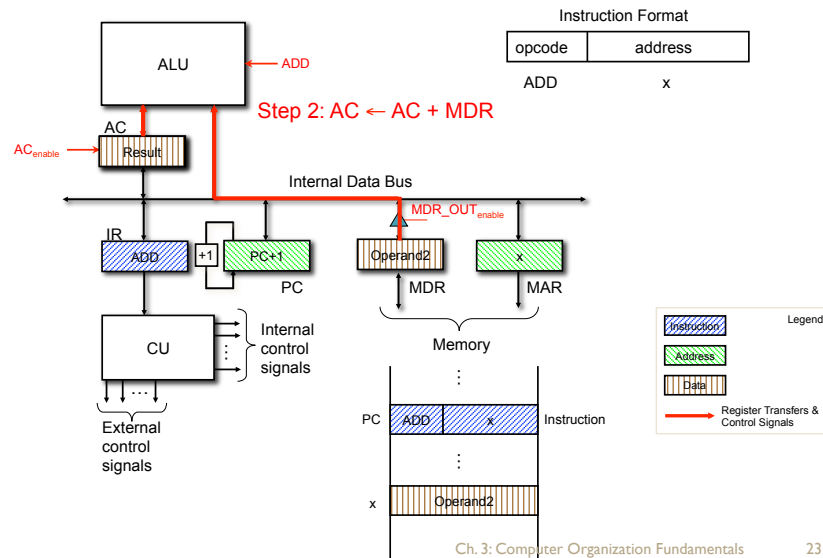 Instruction Format
opcode address
ADD x
ALU
ADD
Step 2: AC ← AC + MDR
AC
ACenable
Result
Internal Data Bus
MDR_OUTenable
IR
ADD
+1
PC+1
PC
Operand2
MDR
x
MAR
CU
Internal
control
signals
...
...
External
control
signals
Memory
...
PC ADD x Instruction
...
x Operand2
Legend
Instruction
Address
Data
Register Transfers &
Control Signals
Ch. 3: Computer Organization Fundamentals 23